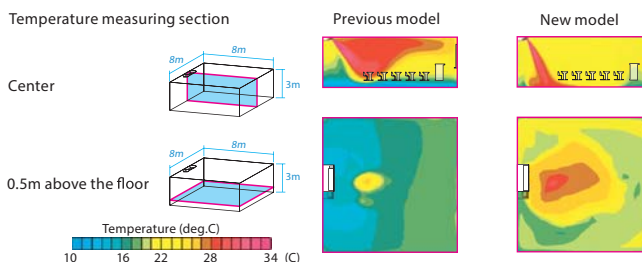 Temperature measuring section
Previous model
New model
8m
8m
3m
Center
8m
8m
3m
0.5m above the floor
Temperature (deg.C)
10 16 22 28 34 (C)